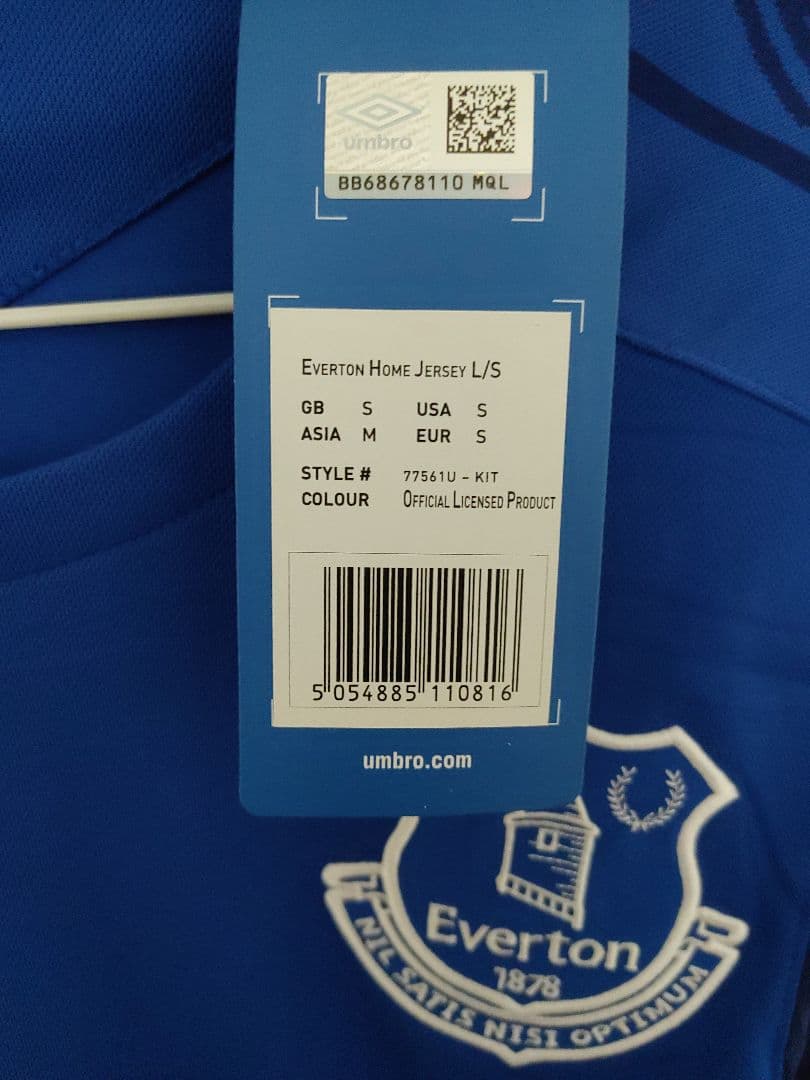 umbro
BB68678110 MQL
Everton Home Jersey L/S
GB S USA S
ASIA M EUR S
STYLE # 77561U - KIT
COLOUR Official Licensed Product
5 054885 110816
umbro.com
Everton
1878
NIL SATIS NISI OPTIMUM